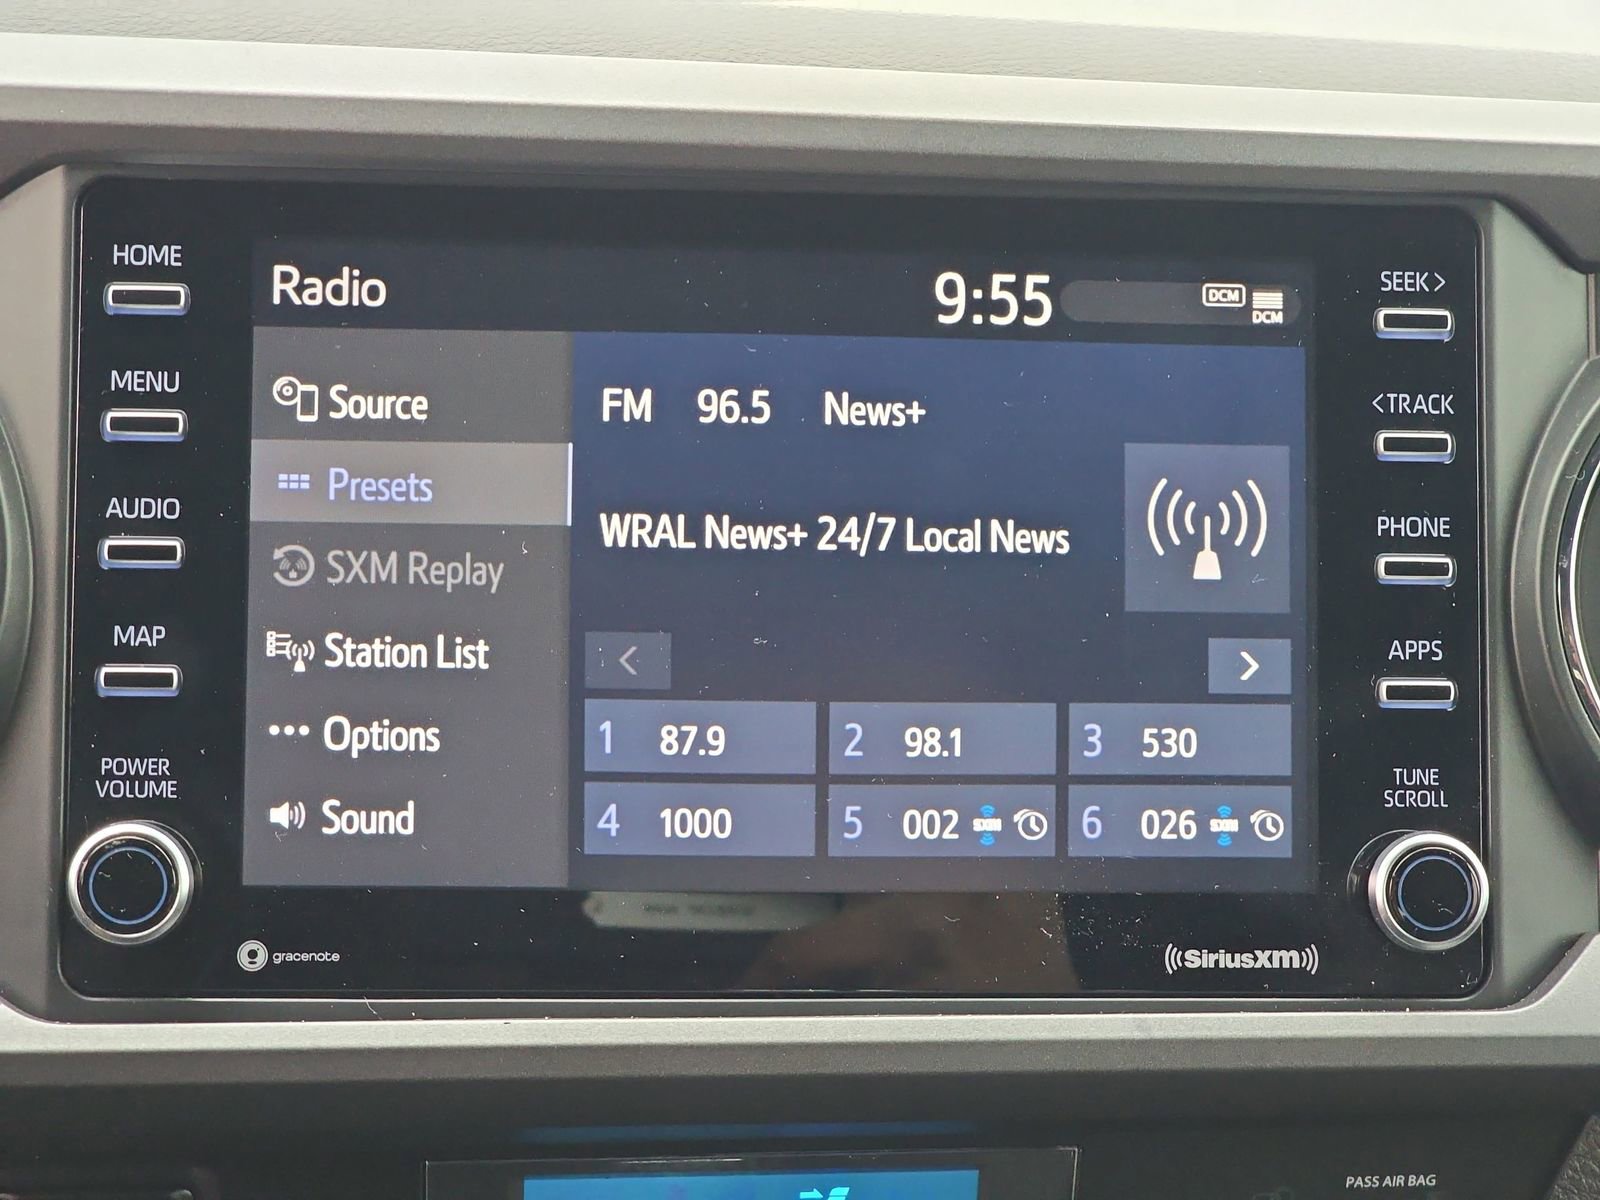 HOME
MENU
AUDIO
MAP
POWER
VOLUME
Radio
9:55
DCM
DCM
Source
Presets
SXM Replay
Station List
Options
Sound
FM 96.5 News+
WRAL News+ 24/7 Local News
<
>
1 87.9
2 98.1
3 530
4 1000
5 002 SXM
6 026 SXM
SEEK>
<TRACK
PHONE
APPS
TUNE
SCROLL
gracenote
((SiriusXM))
PASS AIR BAG